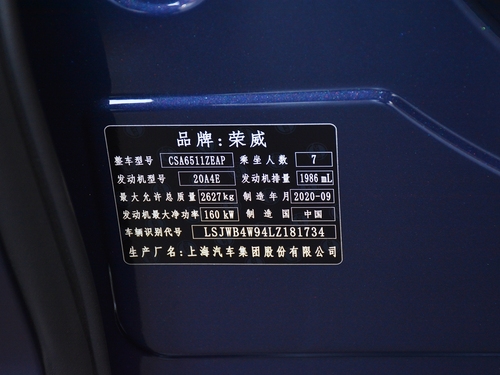 品牌:荣威
整车型号 CSA6511ZEAP 乘坐人数 7
发动机型号 20A4E 发动机排量 1986 mL
最大允许总质量 2627kg 制造年月 2020-09
发动机最大净功率 160 kW 制造国 中国
车辆识别代号 LSJWB4W94LZ181734
生产厂名:上海汽车集团股份有限公司